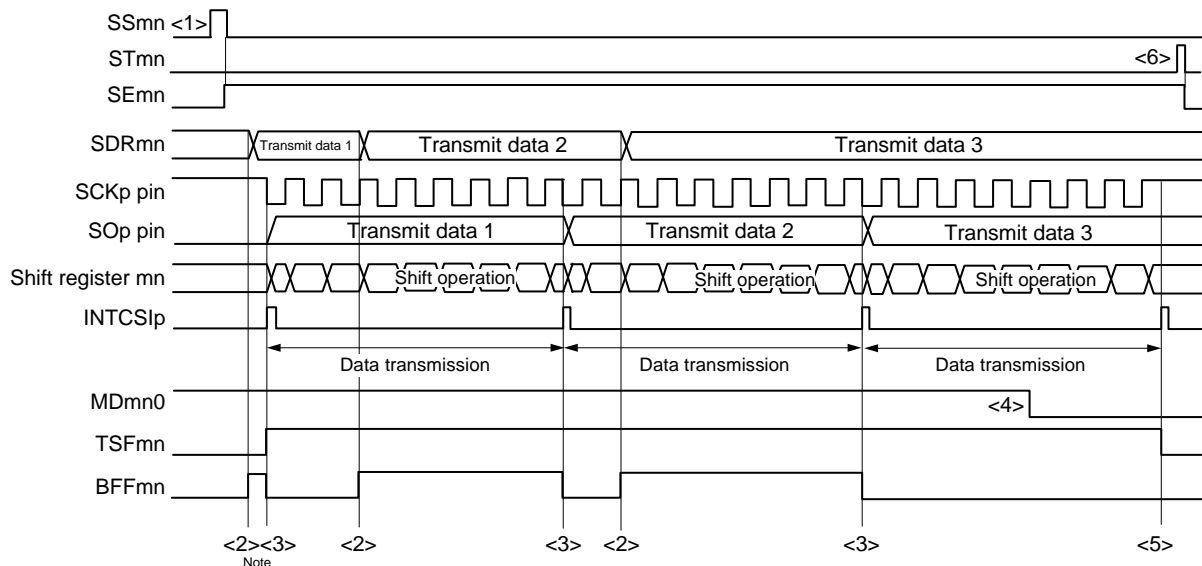 SSmn <1>
STmn <6>
SEmn
SDRmn Transmit data 1 Transmit data 2 Transmit data 3
SCKp pin
SOp pin Transmit data 1 Transmit data 2 Transmit data 3
Shift register mn Shift operation Shift operation Shift operation
INTCSIp
Data transmission Data transmission Data transmission
MDmn0 <4>
TSFmn
BFFmn
<2> <3> <2> <3> <2> <3> <5>
Note